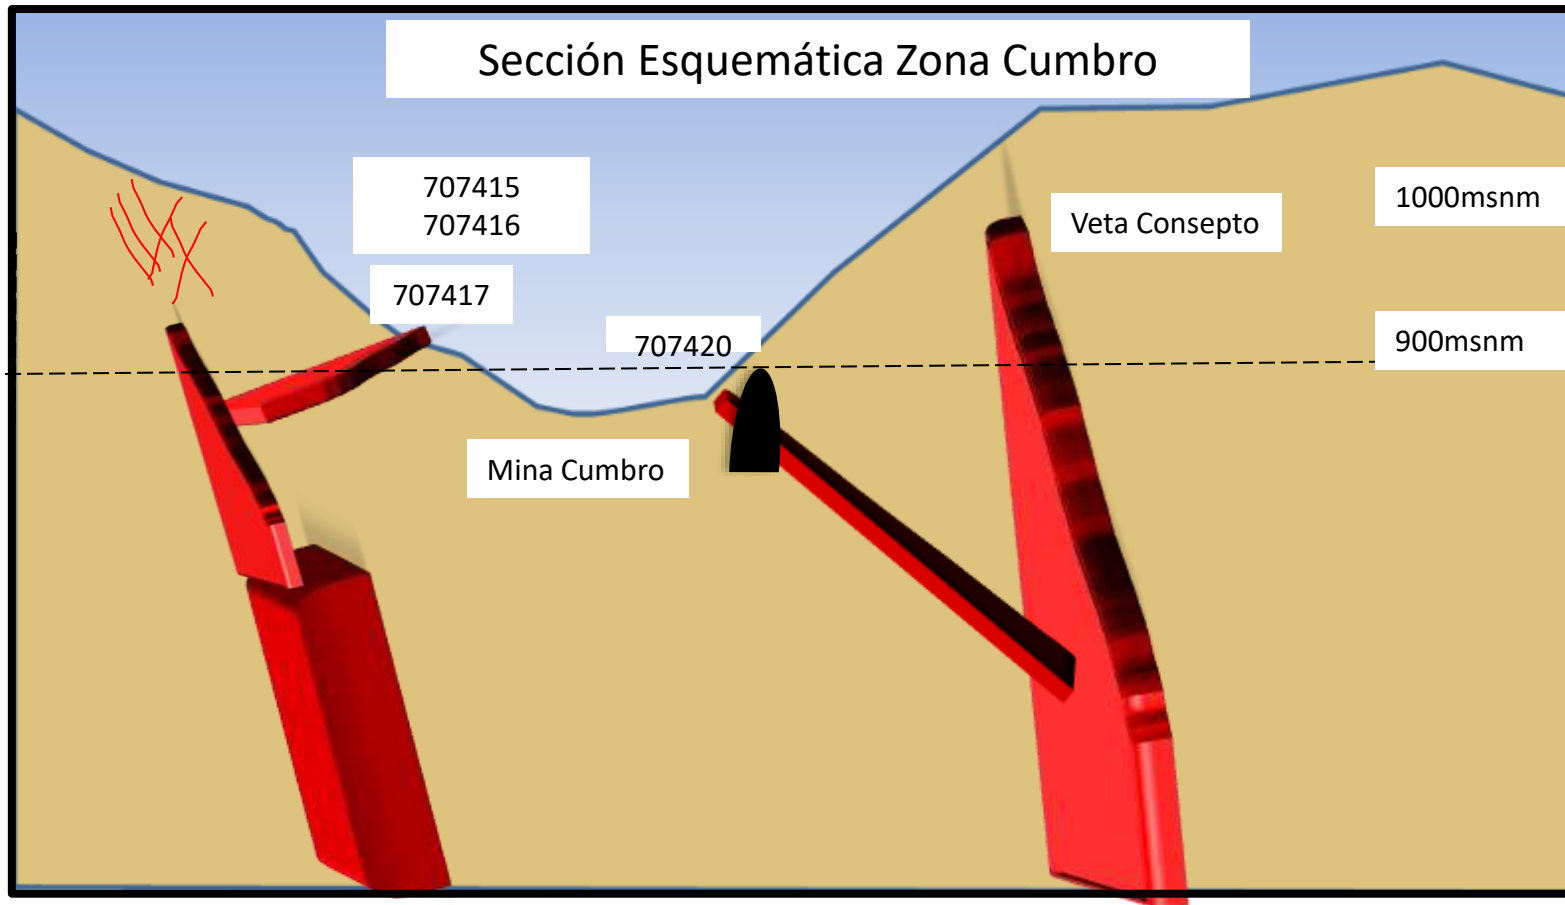 Sección Esquemática Zona Cumbro
707415
707416
1000msnm
Veta Consepto
707417
707420
900msnm
Mina Cumbro